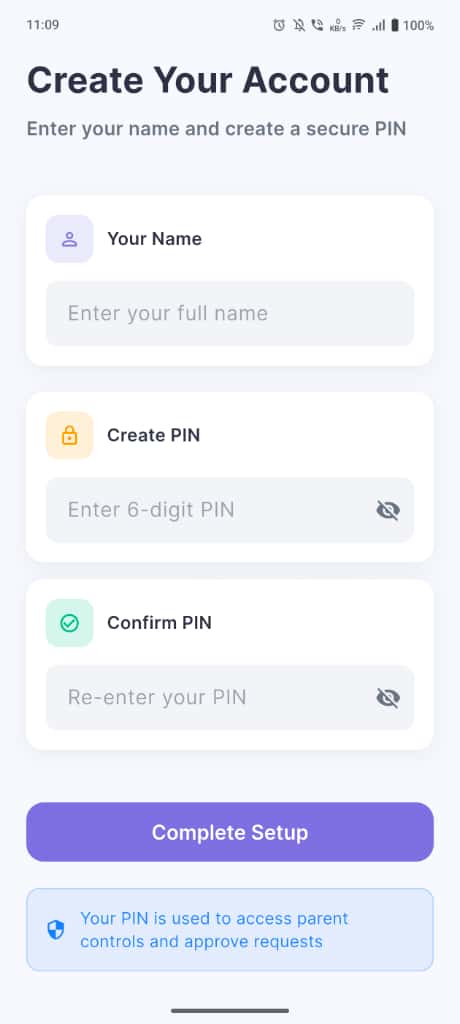 11:09
0 KB/s
100%
Create Your Account
Enter your name and create a secure PIN
Your Name
Enter your full name
Create PIN
Enter 6-digit PIN
Confirm PIN
Re-enter your PIN
Complete Setup
Your PIN is used to access parent
controls and approve requests